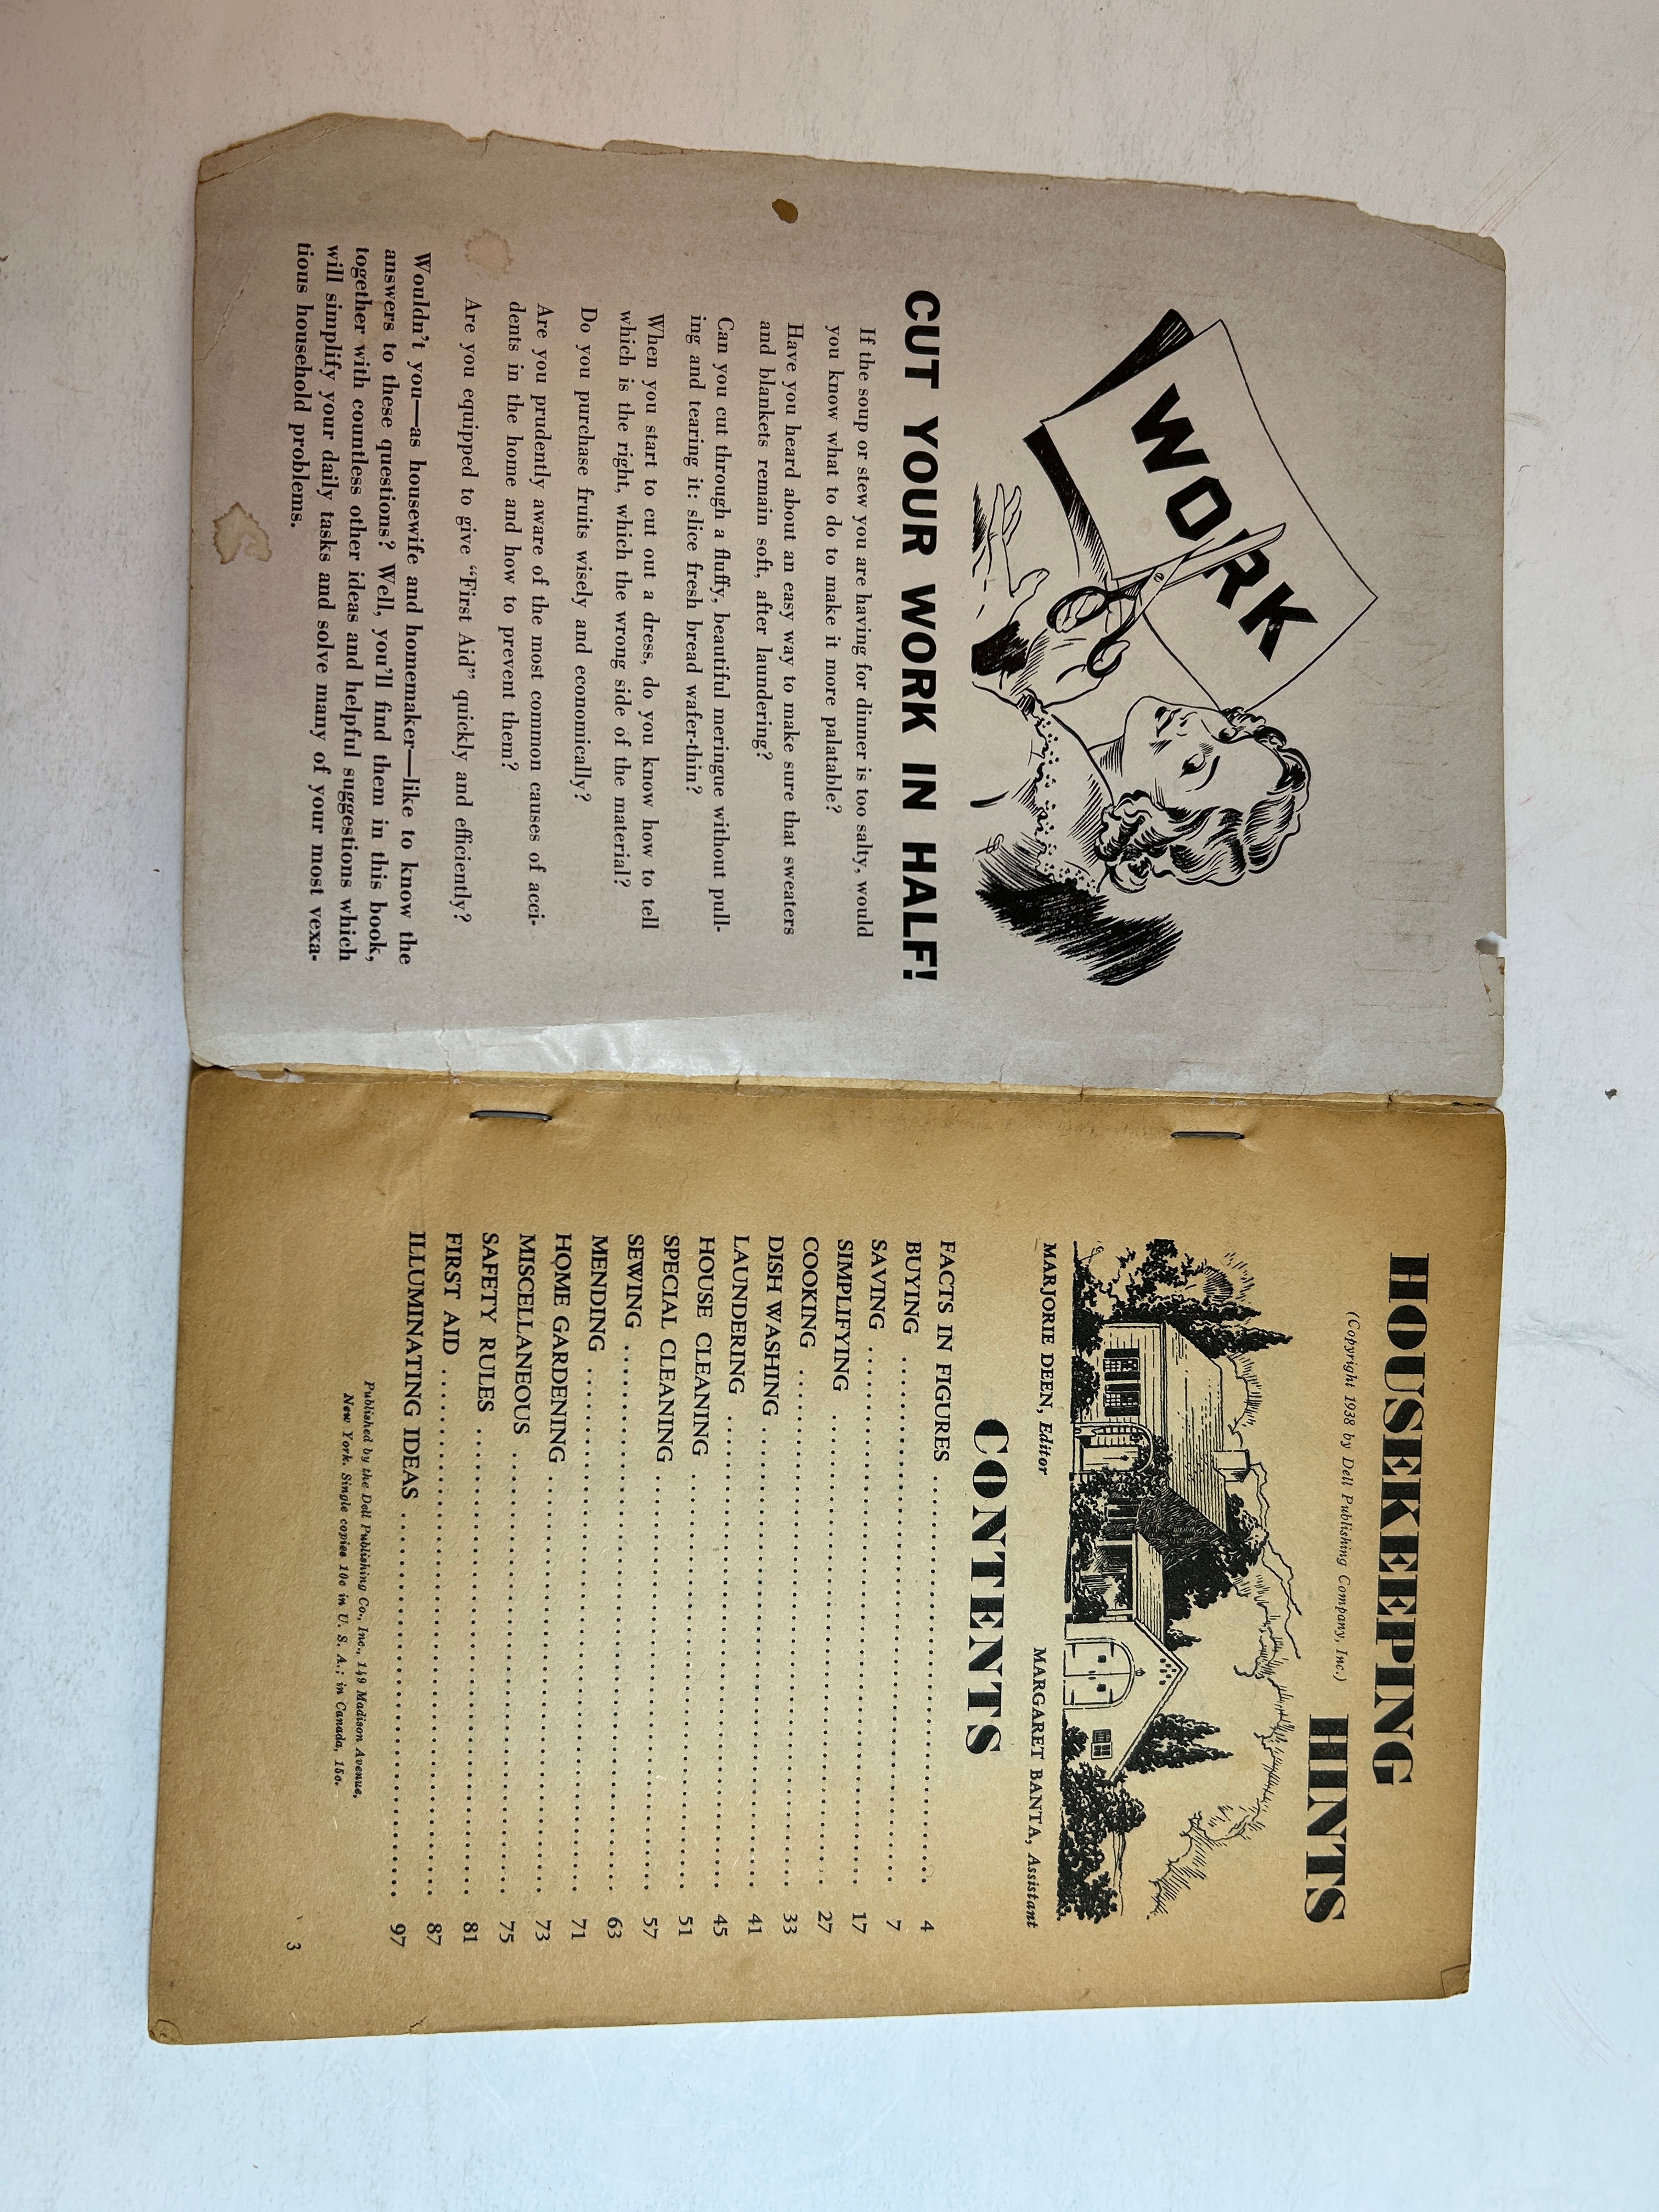 WORK
CUT YOUR WORK IN HALF!
If the soup or stew you are having for dinner is too salty, would
you know what to do to make it more palatable?
Have you heard about an easy way to make sure that sweaters
and blankets remain soft, after laundering?
Can you cut through a fluffy, beautiful meringue without pull-
ing and tearing it: slice fresh bread wafer-thin?
When you start to cut out a dress, do you know how to tell
which is the right, which the wrong side of the material?
Do you purchase fruits wisely and economically?
Are you prudently aware of the most common causes of acci-
dents in the home and how to prevent them?
Are you equipped to give “First Aid” quickly and efficiently?
Wouldn't you—as housewife and homemaker—like to know the
answers to these questions? Well, you'll find them in this book,
together with countless other ideas and helpful suggestions which
will simplify your daily tasks and solve many of your most vexa-
tious household problems.
HOUSEKEEPING
HINTS
(Copyright 1938 by Dell Publishing Company, Inc.)
MARJORIE DEEN, Editor MARGARET BANTA, Assistant
CONTENTS
FACTS IN FIGURES ........ 4
BUYING ........ 7
SAVING ........ 17
SIMPLIFYING ........ 27
COOKING ........ 33
DISH WASHING ........ 41
LAUNDERING ........ 45
HOUSE CLEANING ........ 51
SPECIAL CLEANING ........ 57
SEWING ........ 63
MENDING ........ 71
HOME GARDENING ........ 73
MISCELLANEOUS ........ 75
SAFETY RULES ........ 81
FIRST AID ........ 87
ILLUMINATING IDEAS ........ 97
Published by the Dell Publishing Co., Inc., 149 Madison Avenue,
New York. Single copies 10c in U. S. A.; in Canada, 15c.
3